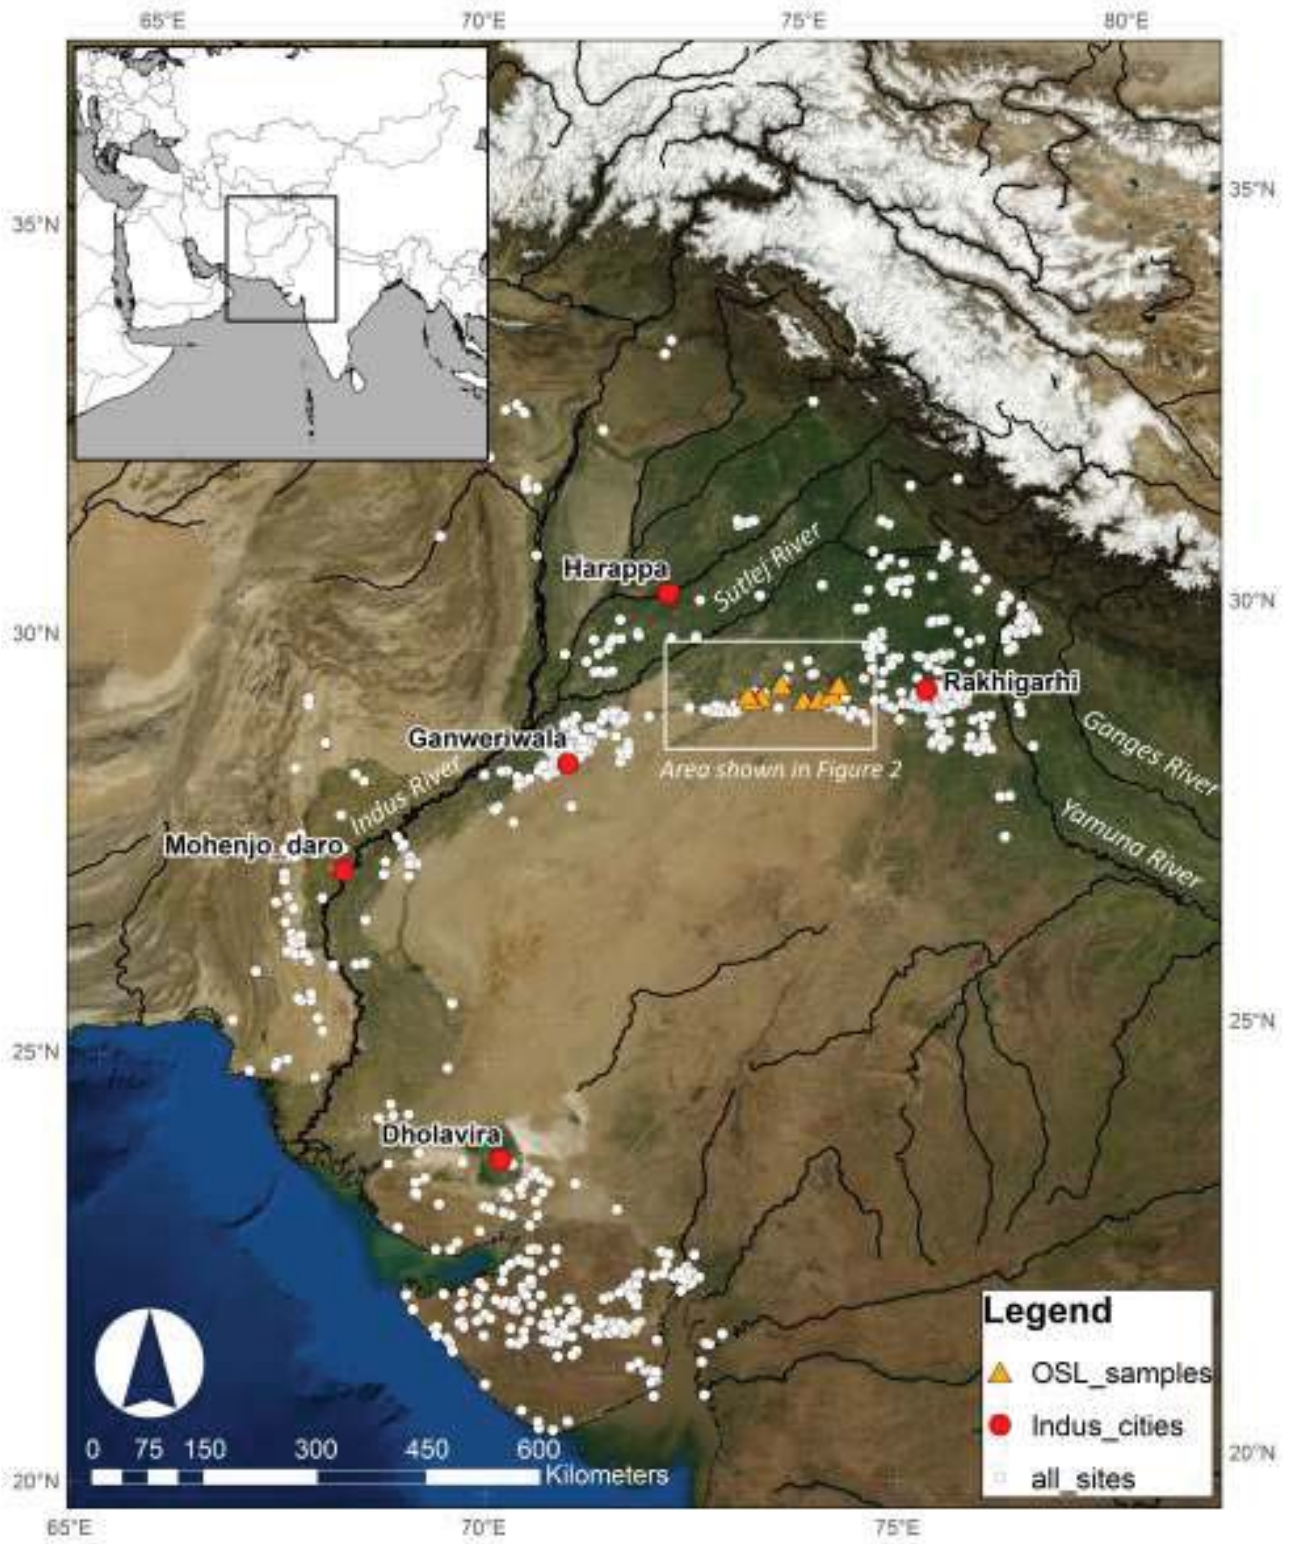 65°E 70°E 75°E 80°E
35°N
35°N
Harappa
Sutlej River
30°N
30°N
Rakhigarhi
Ganweriwala
Ganges River
Area shown in Figure 2
Indus River
Yamuna River
Mohenjo_daro
25°N
25°N
Dholavira
Legend
OSL_samples
Indus_cities
all_sites
0 75 150 300 450 600
Kilometers
20°N
20°N
65°E 70°E 75°E